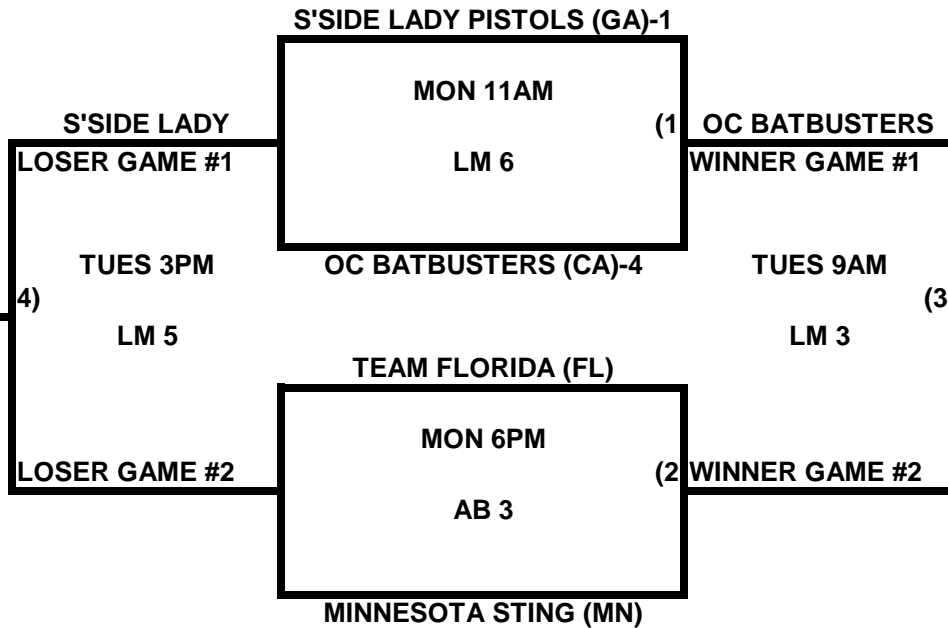 S'SIDE LADY PISTOLS (GA)-1
MON 11AM
S'SIDE LADY
(1
OC BATBUSTERS
LOSER GAME #1
LM 6
WINNER GAME #1
TUES 3PM
OC BATBUSTERS (CA)-4
TUES 9AM
4)
(3
LM 5
LM 3
TEAM FLORIDA (FL)
MON 6PM
LOSER GAME #2
(2
WINNER GAME #2
AB 3
MINNESOTA STING (MN)